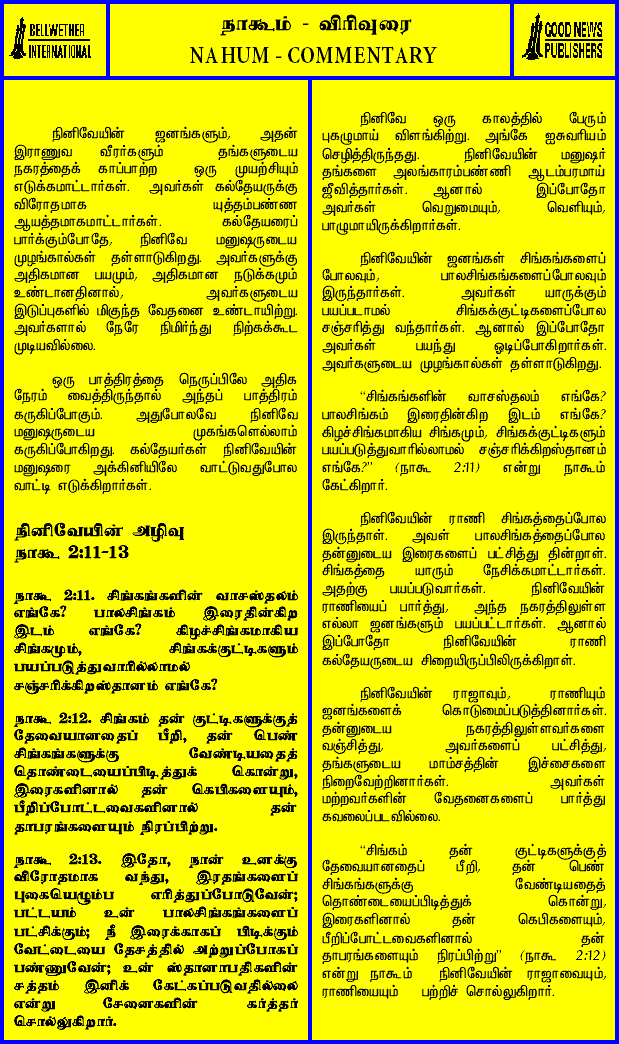 BELLWETHER
INTERNATIONAL
நாகூம் - விரிவுரை
NAHUM - COMMENTARY
GOOD NEWS
PUBLISHERS
நினிவேயின் ஜனங்களும், அதன்
இராணுவ வீரர்களும் தங்களுடைய
நகரத்தைக் காப்பாற்ற ஒரு முயற்சியும்
எடுக்கமாட்டார்கள். அவர்கள் கல்தேயருக்கு
விரோதமாக யுத்தம்பண்ண
ஆயத்தமாகமாட்டார்கள். கல்தேயரைப்
பார்க்கும்போதே, நினிவே மனுஷருடைய
முழங்கால்கள் தள்ளாடுகிறது. அவர்களுக்கு
அதிகமான பயமும், அதிகமான நடுக்கமும்
உண்டானதினால், அவர்களுடைய
இடுப்புகளில் மிகுந்த வேதனை உண்டாயிற்று.
அவர்களால் நேரே நிமிர்ந்து நிற்கக்கூட
முடியவில்லை.
ஒரு பாத்திரத்தை நெருப்பிலே அதிக
நேரம் வைத்திருந்தால் அந்தப் பாத்திரம்
கருகிப்போகும். அதுபோலவே நினிவே
மனுஷருடைய முகங்களெல்லாம்
கருகிப்போகிறது. கல்தேயர்கள் நினிவேயின்
மனுஷரை அக்கினியிலே வாட்டுவதுபோல
வாட்டி எடுக்கிறார்கள்.
நினிவேயின் அழிவு
நாகூ 2:11-13
நாகூ 2:11. சிங்கங்களின் வாசஸ்தலம்
எங்கே? பாலசிங்கம் இரைதின்கிற
இடம் எங்கே? கிழச்சிங்கமாகிய
சிங்கமும், சிங்கக்குட்டிகளும்
பயப்படுத்துவாரில்லாமல்
சஞ்சரிக்கிறஸ்தானம் எங்கே?
நாகூ 2:12. சிங்கம் தன் குட்டிகளுக்குத்
தேவையானதைப் பீறி, தன் பெண்
சிங்கங்களுக்கு வேண்டியதைத்
தொண்டையைப்பிடித்துக் கொன்று,
இரைகளினால் தன் கெபிகளையும்,
பீறிப்போட்டவைகளினால் தன்
தாபரங்களையும் நிரப்பிற்று.
நாகூ 2:13. இதோ, நான் உனக்கு
விரோதமாக வந்து, இரதங்களைப்
புகையெழும்ப எரித்துப்போடுவேன்;
பட்டயம் உன் பாலசிங்கங்களைப்
பட்சிக்கும்; நீ இரைக்காகப் பிடிக்கும்
வேட்டையை தேசத்தில் அற்றுப்போகப்
பண்ணுவேன்; உன் ஸ்தானாபதிகளின்
சத்தம் இனிக் கேட்கப்படுவதில்லை
என்று சேனைகளின் கர்த்தர்
சொல்லுகிறார்.
நினிவே ஒரு காலத்தில் பேரும்
புகழுமாய் விளங்கிற்று. அங்கே ஐசுவரியம்
செழித்திருந்தது. நினிவேயின் மனுஷர்
தங்களை அலங்காரம்பண்ணி ஆடம்பரமாய்
ஜீவித்தார்கள். ஆனால் இப்போதோ
அவர்கள் வெறுமையும், வெளியும்,
பாழுமாயிருக்கிறார்கள்.
நினிவேயின் ஜனங்கள் சிங்கங்களைப்
போலவும், பாலசிங்கங்களைப்போலவும்
இருந்தார்கள். அவர்கள் யாருக்கும்
பயப்படாமல் சிங்கக்குட்டிகளைப்போல
சஞ்சரித்து வந்தார்கள். ஆனால் இப்போதோ
அவர்கள் பயந்து ஓடிப்போகிறார்கள்.
அவர்களுடைய முழங்கால்கள் தள்ளாடுகிறது.
“சிங்கங்களின் வாசஸ்தலம் எங்கே?
பாலசிங்கம் இரைதின்கிற இடம் எங்கே?
கிழச்சிங்கமாகிய சிங்கமும், சிங்கக்குட்டிகளும்
பயப்படுத்துவாரில்லாமல் சஞ்சரிக்கிறஸ்தானம்
எங்கே?” (நாகூ 2:11) என்று நாகூம்
கேட்கிறார்.
நினிவேயின் ராணி சிங்கத்தைப்போல
இருந்தாள். அவள் பாலசிங்கத்தைப்போல
தன்னுடைய இரைகளைப் பட்சித்து தின்றாள்.
சிங்கத்தை யாரும் நேசிக்கமாட்டார்கள்.
அதற்கு பயப்படுவார்கள். நினிவேயின்
ராணியைப் பார்த்து, அந்த நகரத்திலுள்ள
எல்லா ஜனங்களும் பயப்பட்டார்கள். ஆனால்
இப்போதோ நினிவேயின் ராணி
கல்தேயருடைய சிறையிருப்பிலிருக்கிறாள்.
நினிவேயின் ராஜாவும், ராணியும்
ஜனங்களைக் கொடுமைப்படுத்தினார்கள்.
தன்னுடைய நகரத்திலுள்ளவர்களை
வஞ்சித்து, அவர்களைப் பட்சித்து,
தங்களுடைய மாம்சத்தின் இச்சைகளை
நிறைவேற்றினார்கள். அவர்கள்
மற்றவர்களின் வேதனைகளைப் பார்த்து
கவலைப்படவில்லை.
“சிங்கம் தன் குட்டிகளுக்குத்
தேவையானதைப் பீறி, தன் பெண்
சிங்கங்களுக்கு வேண்டியதைத்
தொண்டையைப்பிடித்துக் கொன்று,
இரைகளினால் தன் கெபிகளையும்,
பீறிப்போட்டவைகளினால் தன்
தாபரங்களையும் நிரப்பிற்று” (நாகூ 2:12)
என்று நாகூம் நினிவேயின் ராஜாவையும்,
ராணியையும் பற்றிச் சொல்லுகிறார்.